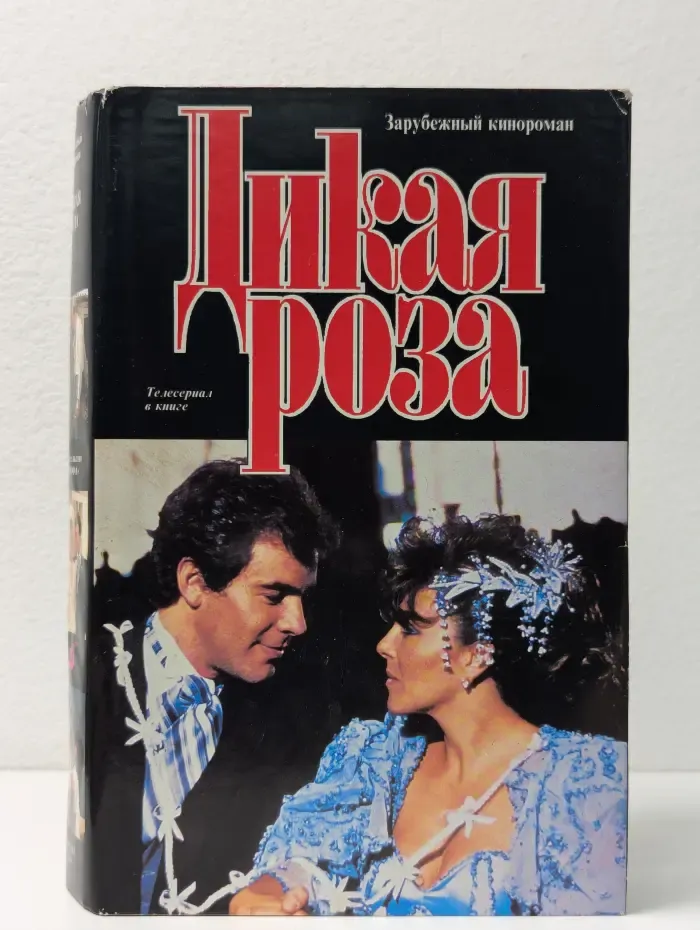 Зарубежный кинороман
Дикая
роза
Телесериал
в книге